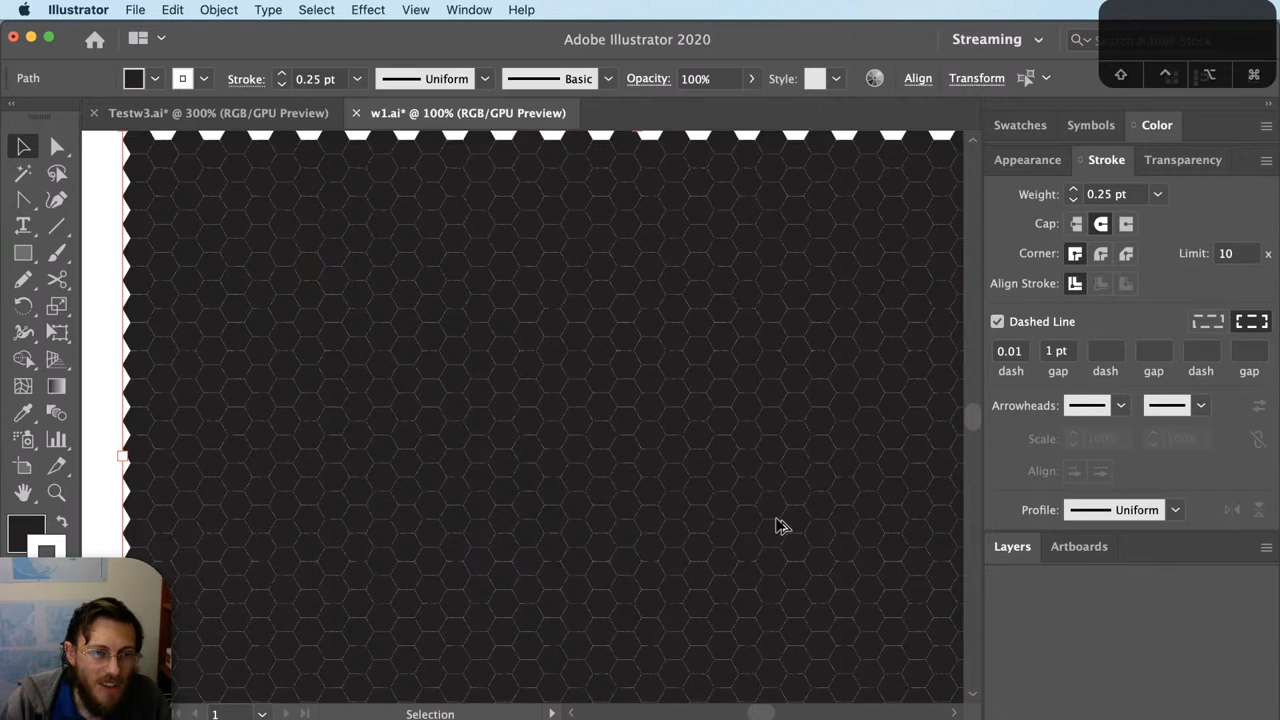 Illustrator File Edit Object Type Select Effect View Window Help
Adobe Illustrator 2020
Streaming
Search Adobe Stock
Path
Stroke:
0.25 pt
Uniform
Basic
Opacity:
100%
Style:
Align
Transform
Testw3.ai* @ 300% (RGB/GPU Preview)
w1.ai* @ 100% (RGB/GPU Preview)
Swatches
Symbols
Color
Appearance
Stroke
Transparency
Weight:
0.25 pt
Cap:
Corner:
Limit:
10
x
Align Stroke:
Dashed Line
0.01
1 pt
dash
gap
dash
gap
dash
gap
Arrowheads:
Scale:
100%
100%
Align:
Profile:
Uniform
Layers
Artboards
1
Selection